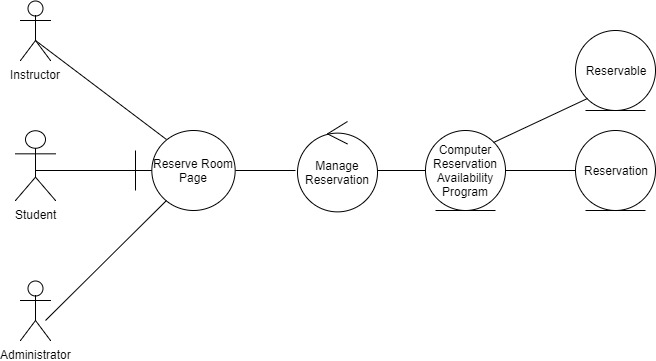 Instructor
Reservable
Reserve Room
Page
Manage
Reservation
Computer
Reservation
Availability
Program
Reservation
Student
Administrator